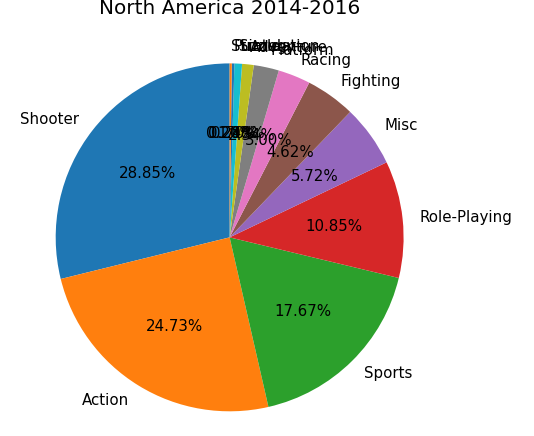 North America 2014-2016
Platform
Racing
Fighting
Misc
Shooter
Role-Playing
Sports
Action
3.00%
4.62%
5.72%
28.85%
10.85%
17.67%
24.73%